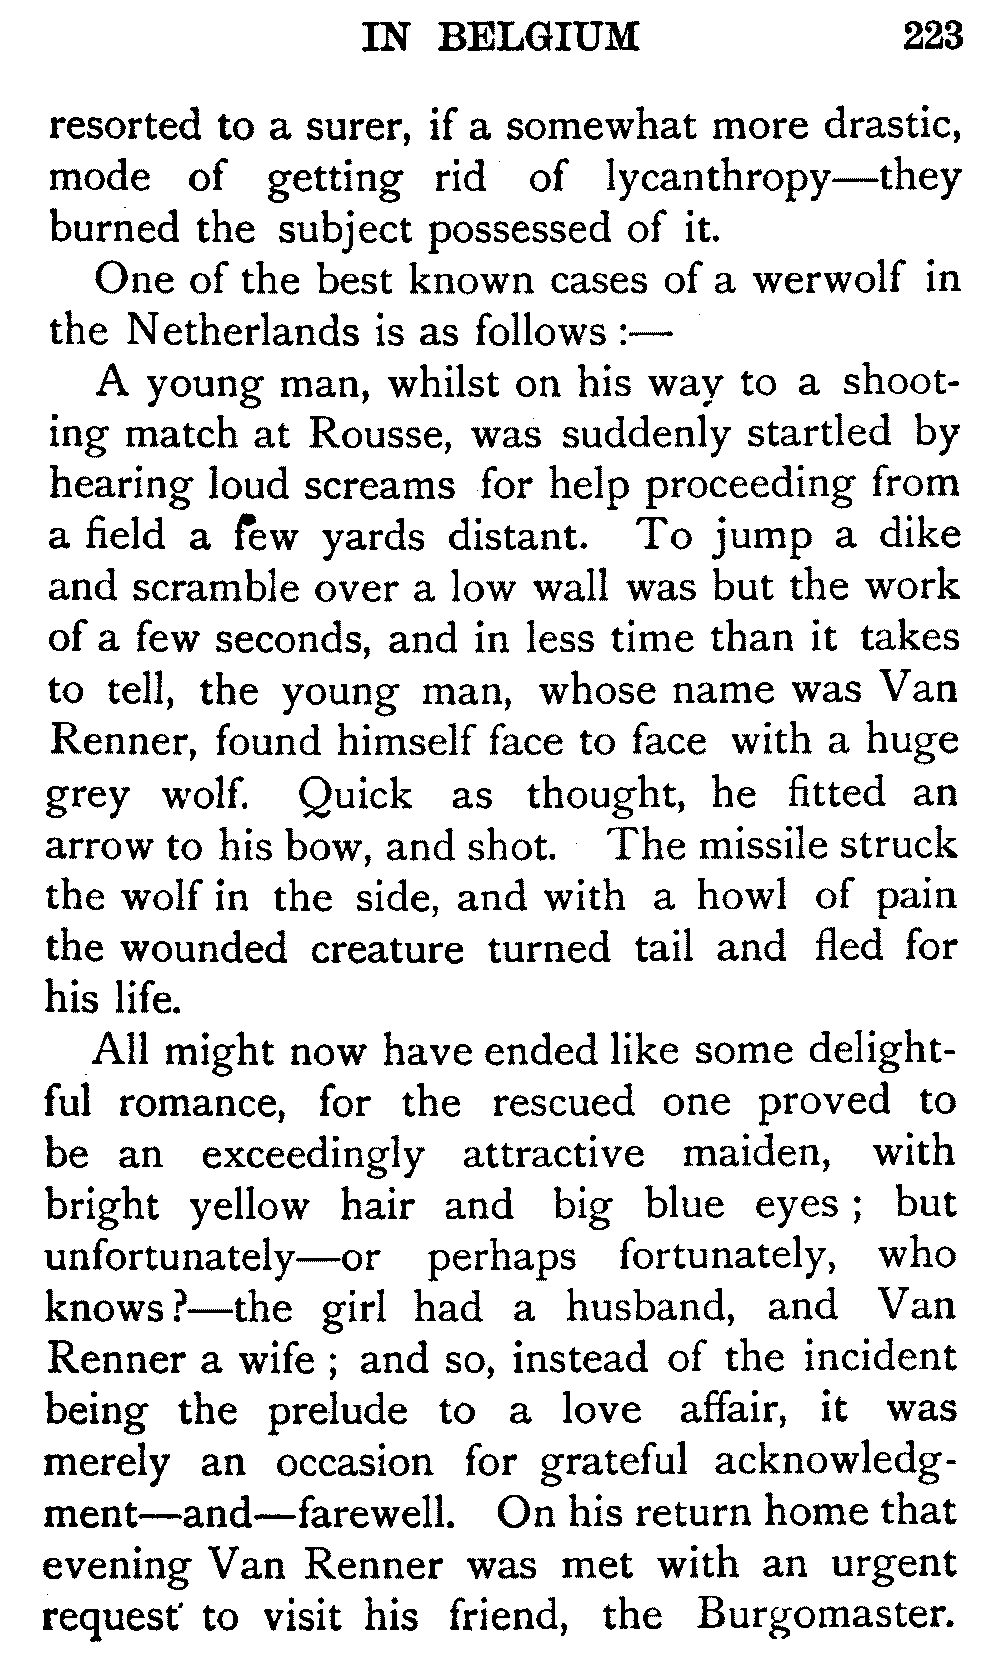 IN BELGIUM 223
resorted to a surer, if a somewhat more drastic,
mode of getting rid of lycanthropy—they
burned the subject possessed of it.
One of the best known cases of a werwolf in
the Netherlands is as follows :—
A young man, whilst on his way to a shoot-
ing match at Rousse, was suddenly startled by
hearing loud screams for help proceeding from
a field a few yards distant. To jump a dike
and scramble over a low wall was but the work
of a few seconds, and in less time than it takes
to tell, the young man, whose name was Van
Renner, found himself face to face with a huge
grey wolf. Quick as thought, he fitted an
arrow to his bow, and shot. The missile struck
the wolf in the side, and with a howl of pain
the wounded creature turned tail and fled for
his life.
All might now have ended like some delight-
ful romance, for the rescued one proved to
be an exceedingly attractive maiden, with
bright yellow hair and big blue eyes ; but
unfortunately—or perhaps fortunately, who
knows ?—the girl had a husband, and Van
Renner a wife ; and so, instead of the incident
being the prelude to a love affair, it was
merely an occasion for grateful acknowledg-
ment—and—farewell. On his return home that
evening Van Renner was met with an urgent
request to visit his friend, the Burgomaster.